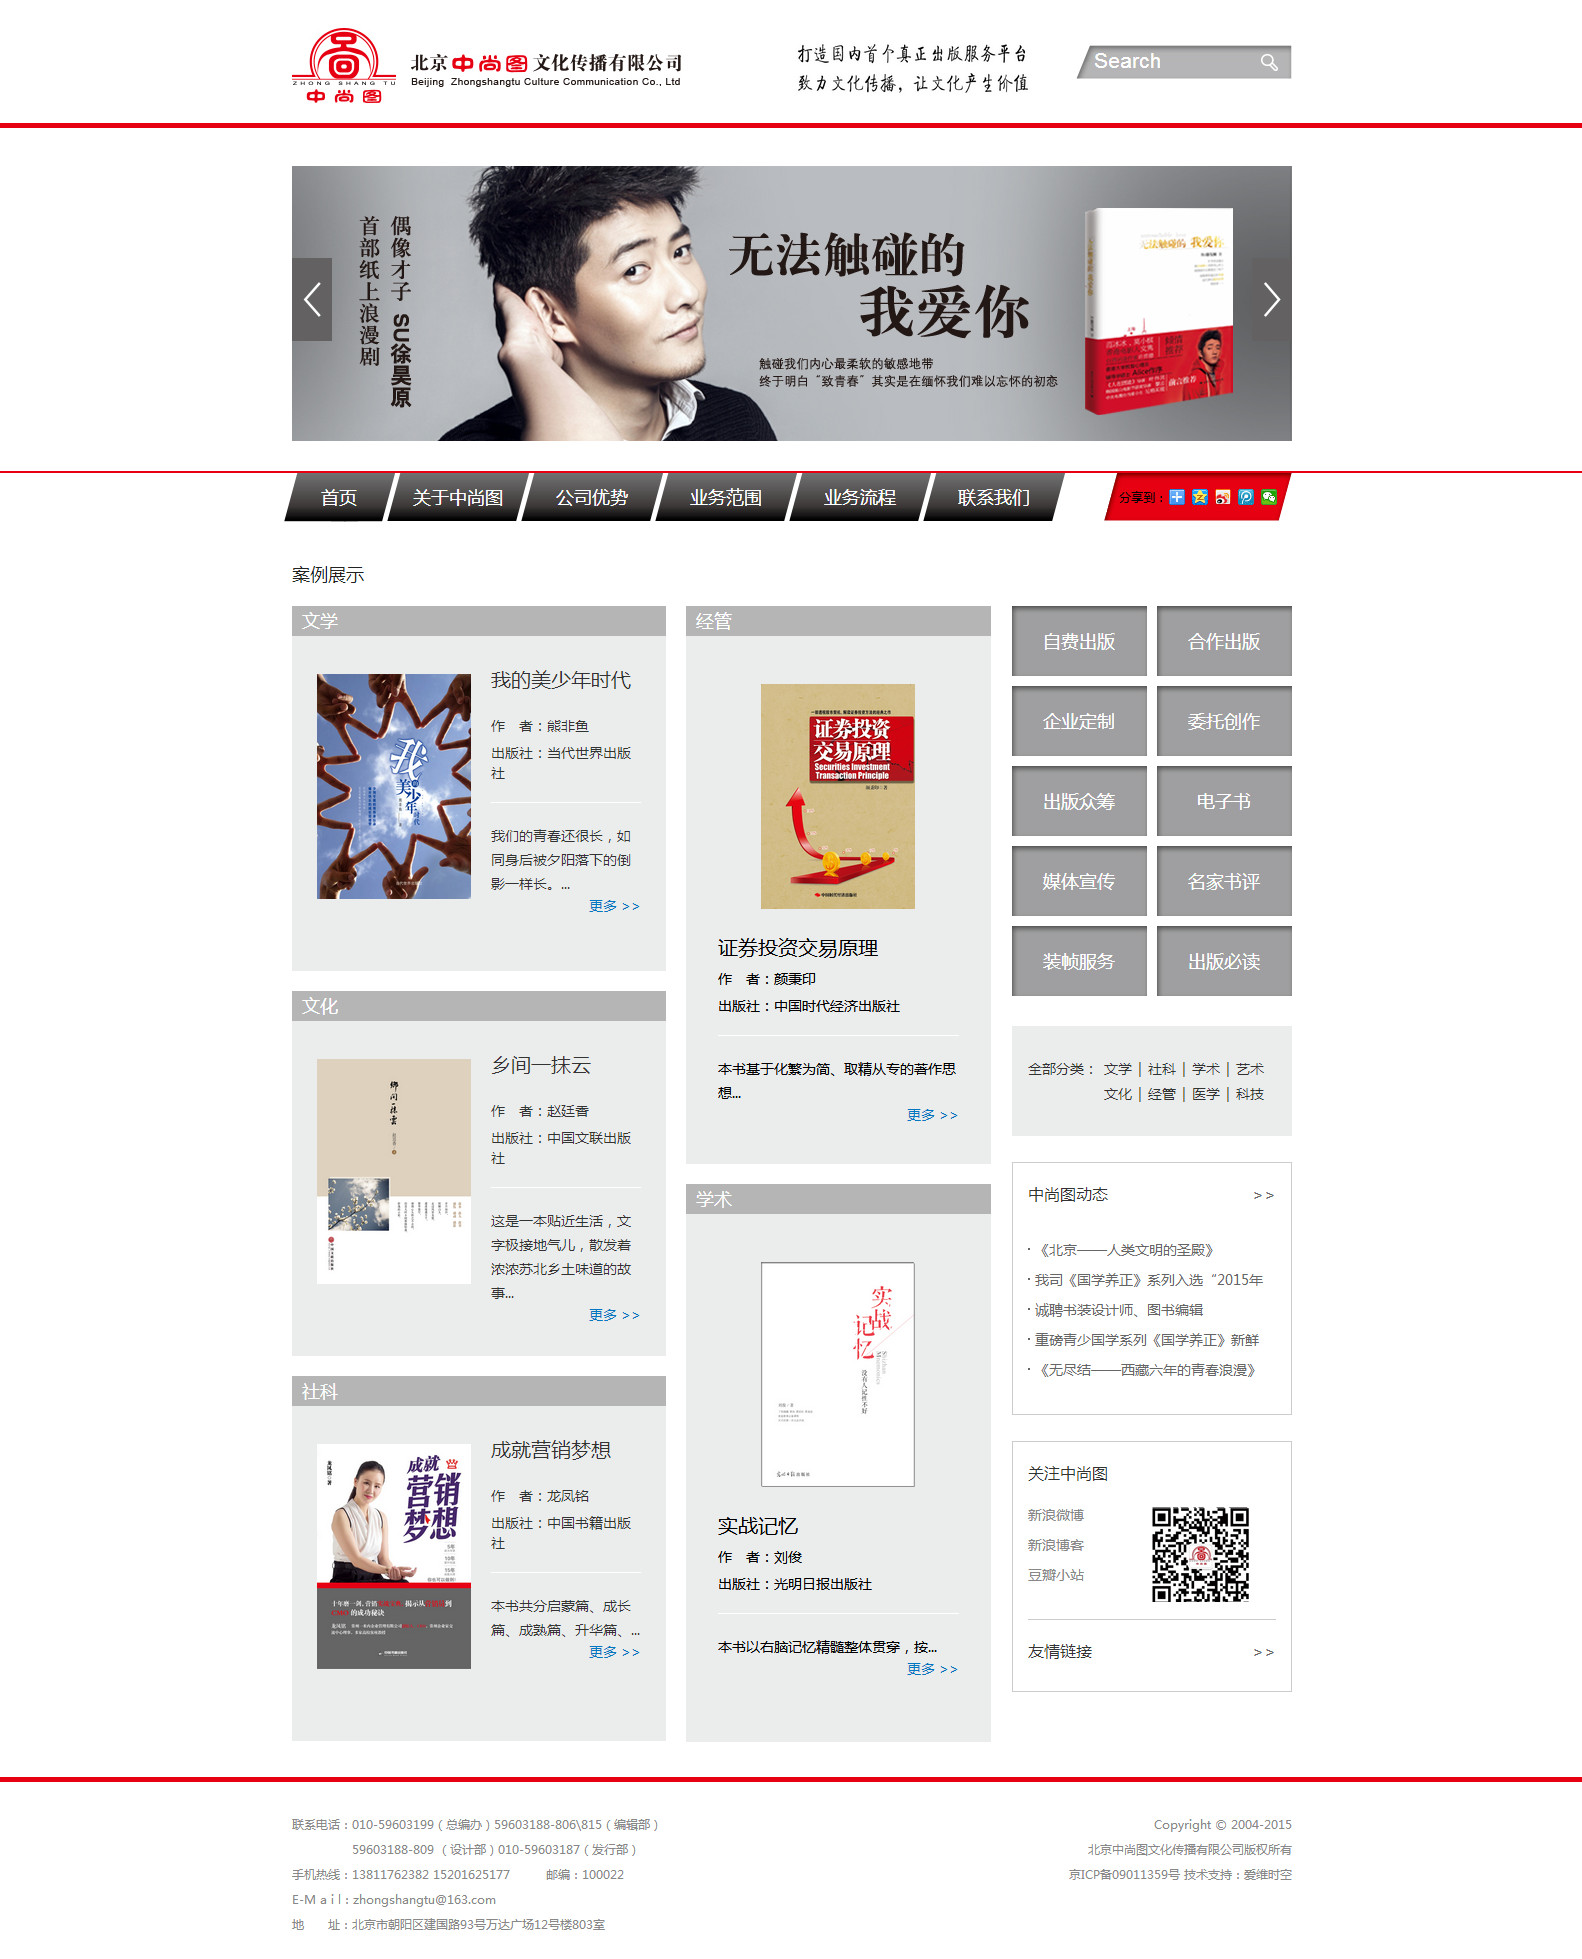 ZHONG SHANG TU
中尚图
北京中尚图文化传播有限公司
Beijing Zhongshangtu Culture Communication Co., Ltd
打造国内首个真正出版服务平台
致力文化传播，让文化产生价值
Search
偶像才子 SU徐昊原
首部纸上浪漫剧
无法触碰的
我爱你
触碰我们内心最柔软的敏感地带
终于明白“致青春”其实是在缅怀我们难以忘怀的初恋
无法触碰的 我爱你
首页
关于中尚图
公司优势
业务范围
业务流程
联系我们
分享到：
案例展示
文学
我的美少年时代
作　者：熊非鱼
出版社：当代世界出版
社
我们的青春还很长，如
同身后被夕阳落下的倒
影一样长。...
更多 >>
文化
乡间一抹云
作　者：赵廷香
出版社：中国文联出版
社
这是一本贴近生活，文
字极接地气儿，散发着
浓浓苏北乡土味道的故
事...
更多 >>
社科
成就
营销
梦想
成就营销梦想
作　者：龙凤铭
出版社：中国书籍出版
社
本书共分启蒙篇、成长
篇、成熟篇、升华篇、...
更多 >>
经管
证券投资
交易原理
Securities Investment
Transaction Principle
证券投资交易原理
作　者：颜秉印
出版社：中国时代经济出版社
本书基于化繁为简、取精从专的著作思
想...
更多 >>
学术
实战
记忆
没有人记性不好
实战记忆
作　者：刘俊
出版社：光明日报出版社
本书以右脑记忆精髓整体贯穿，按...
更多 >>
自费出版
合作出版
企业定制
委托创作
出版众筹
电子书
媒体宣传
名家书评
装帧服务
出版必读
全部分类： 文学 | 社科 | 学术 | 艺术
文化 | 经管 | 医学 | 科技
中尚图动态 >>
· 《北京——人类文明的圣殿》
· 我司《国学养正》系列入选“2015年
· 诚聘书装设计师、图书编辑
· 重磅青少国学系列《国学养正》新鲜
· 《无尽结——西藏六年的青春浪漫》
关注中尚图
新浪微博
新浪博客
豆瓣小站
友情链接 >>
联系电话：010-59603199（总编办）59603188-806\815（编辑部）
59603188-809 （设计部）010-59603187（发行部）
手机热线：13811762382 15201625177　　邮编：100022
E-M a i l：zhongshangtu@163.com
地　　址：北京市朝阳区建国路93号万达广场12号楼803室
Copyright © 2004-2015
北京中尚图文化传播有限公司版权所有
京ICP备09011359号 技术支持：爱维时空